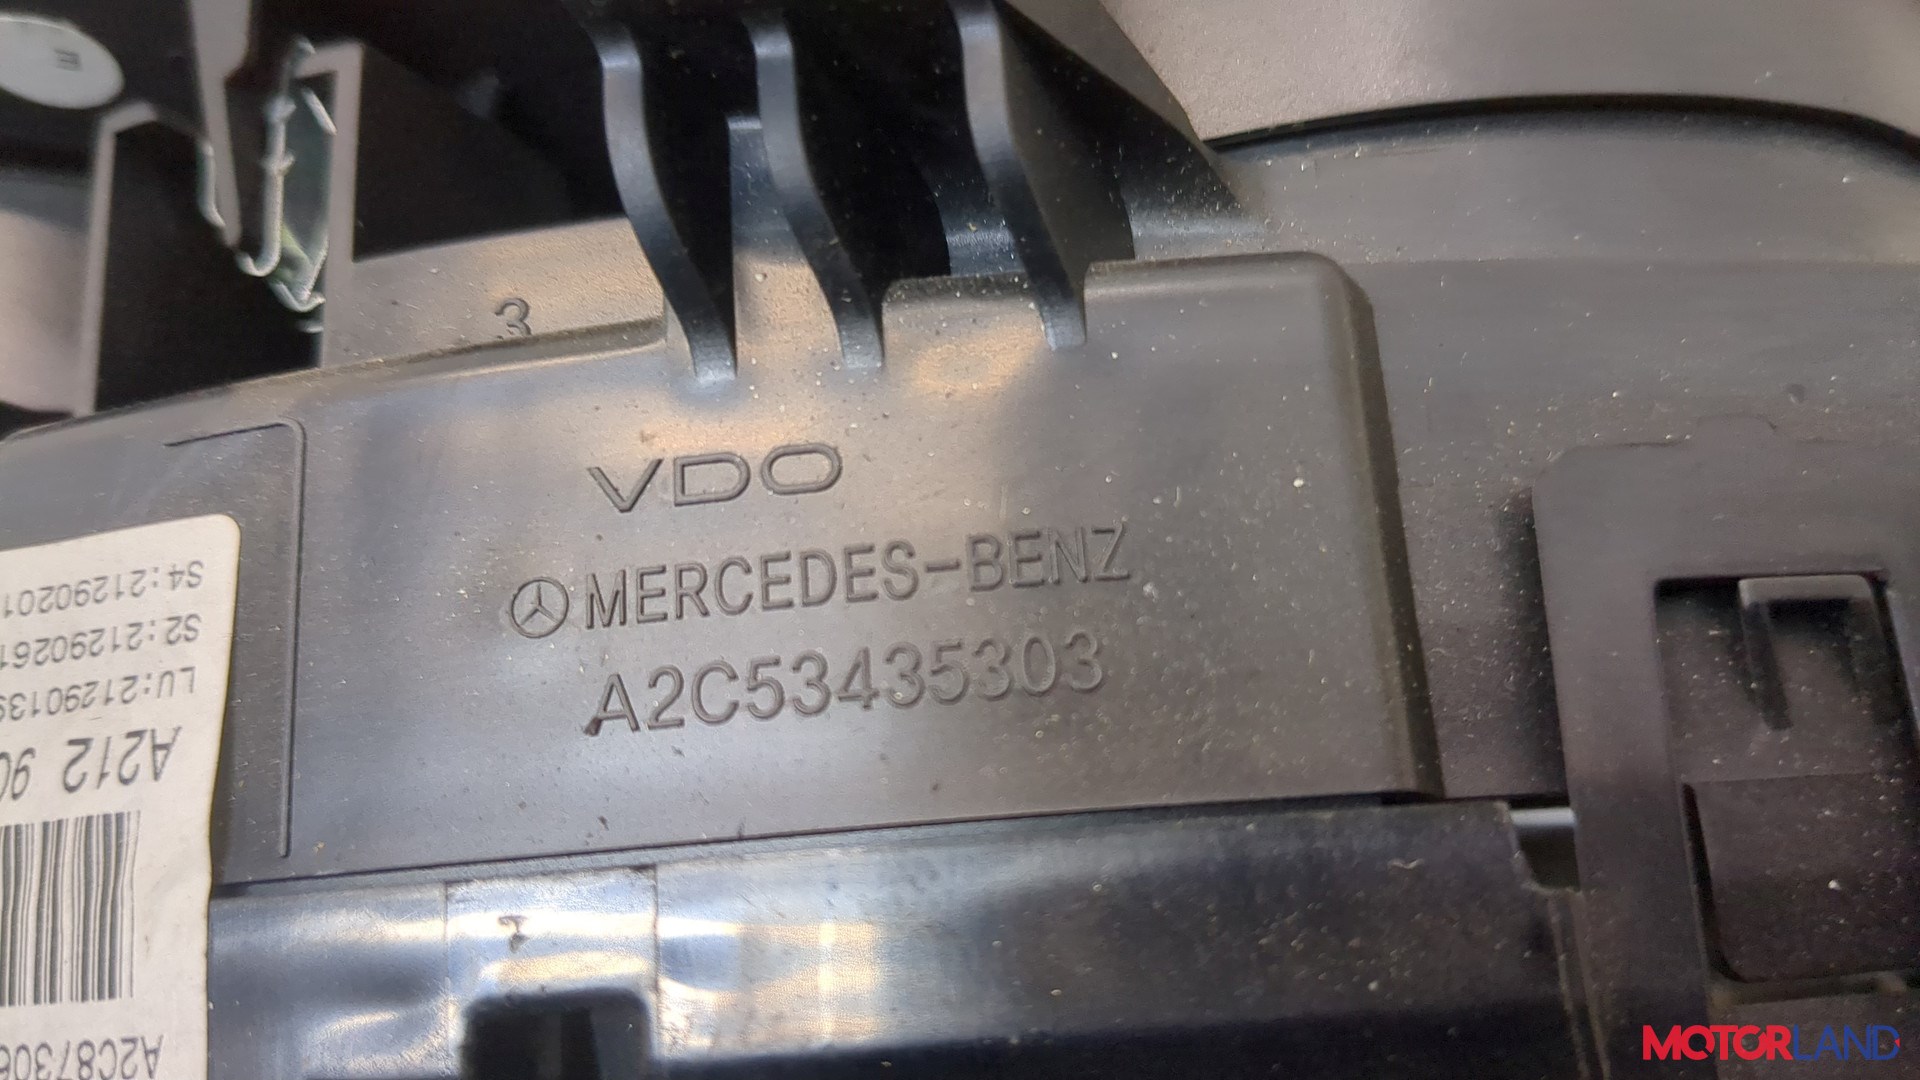 3
VDO
MERCEDES-BENZ
A2C53435303
S4:21290201
S2:21290261
LU:2129013
A212 90
A2C87306
MOTORLAND